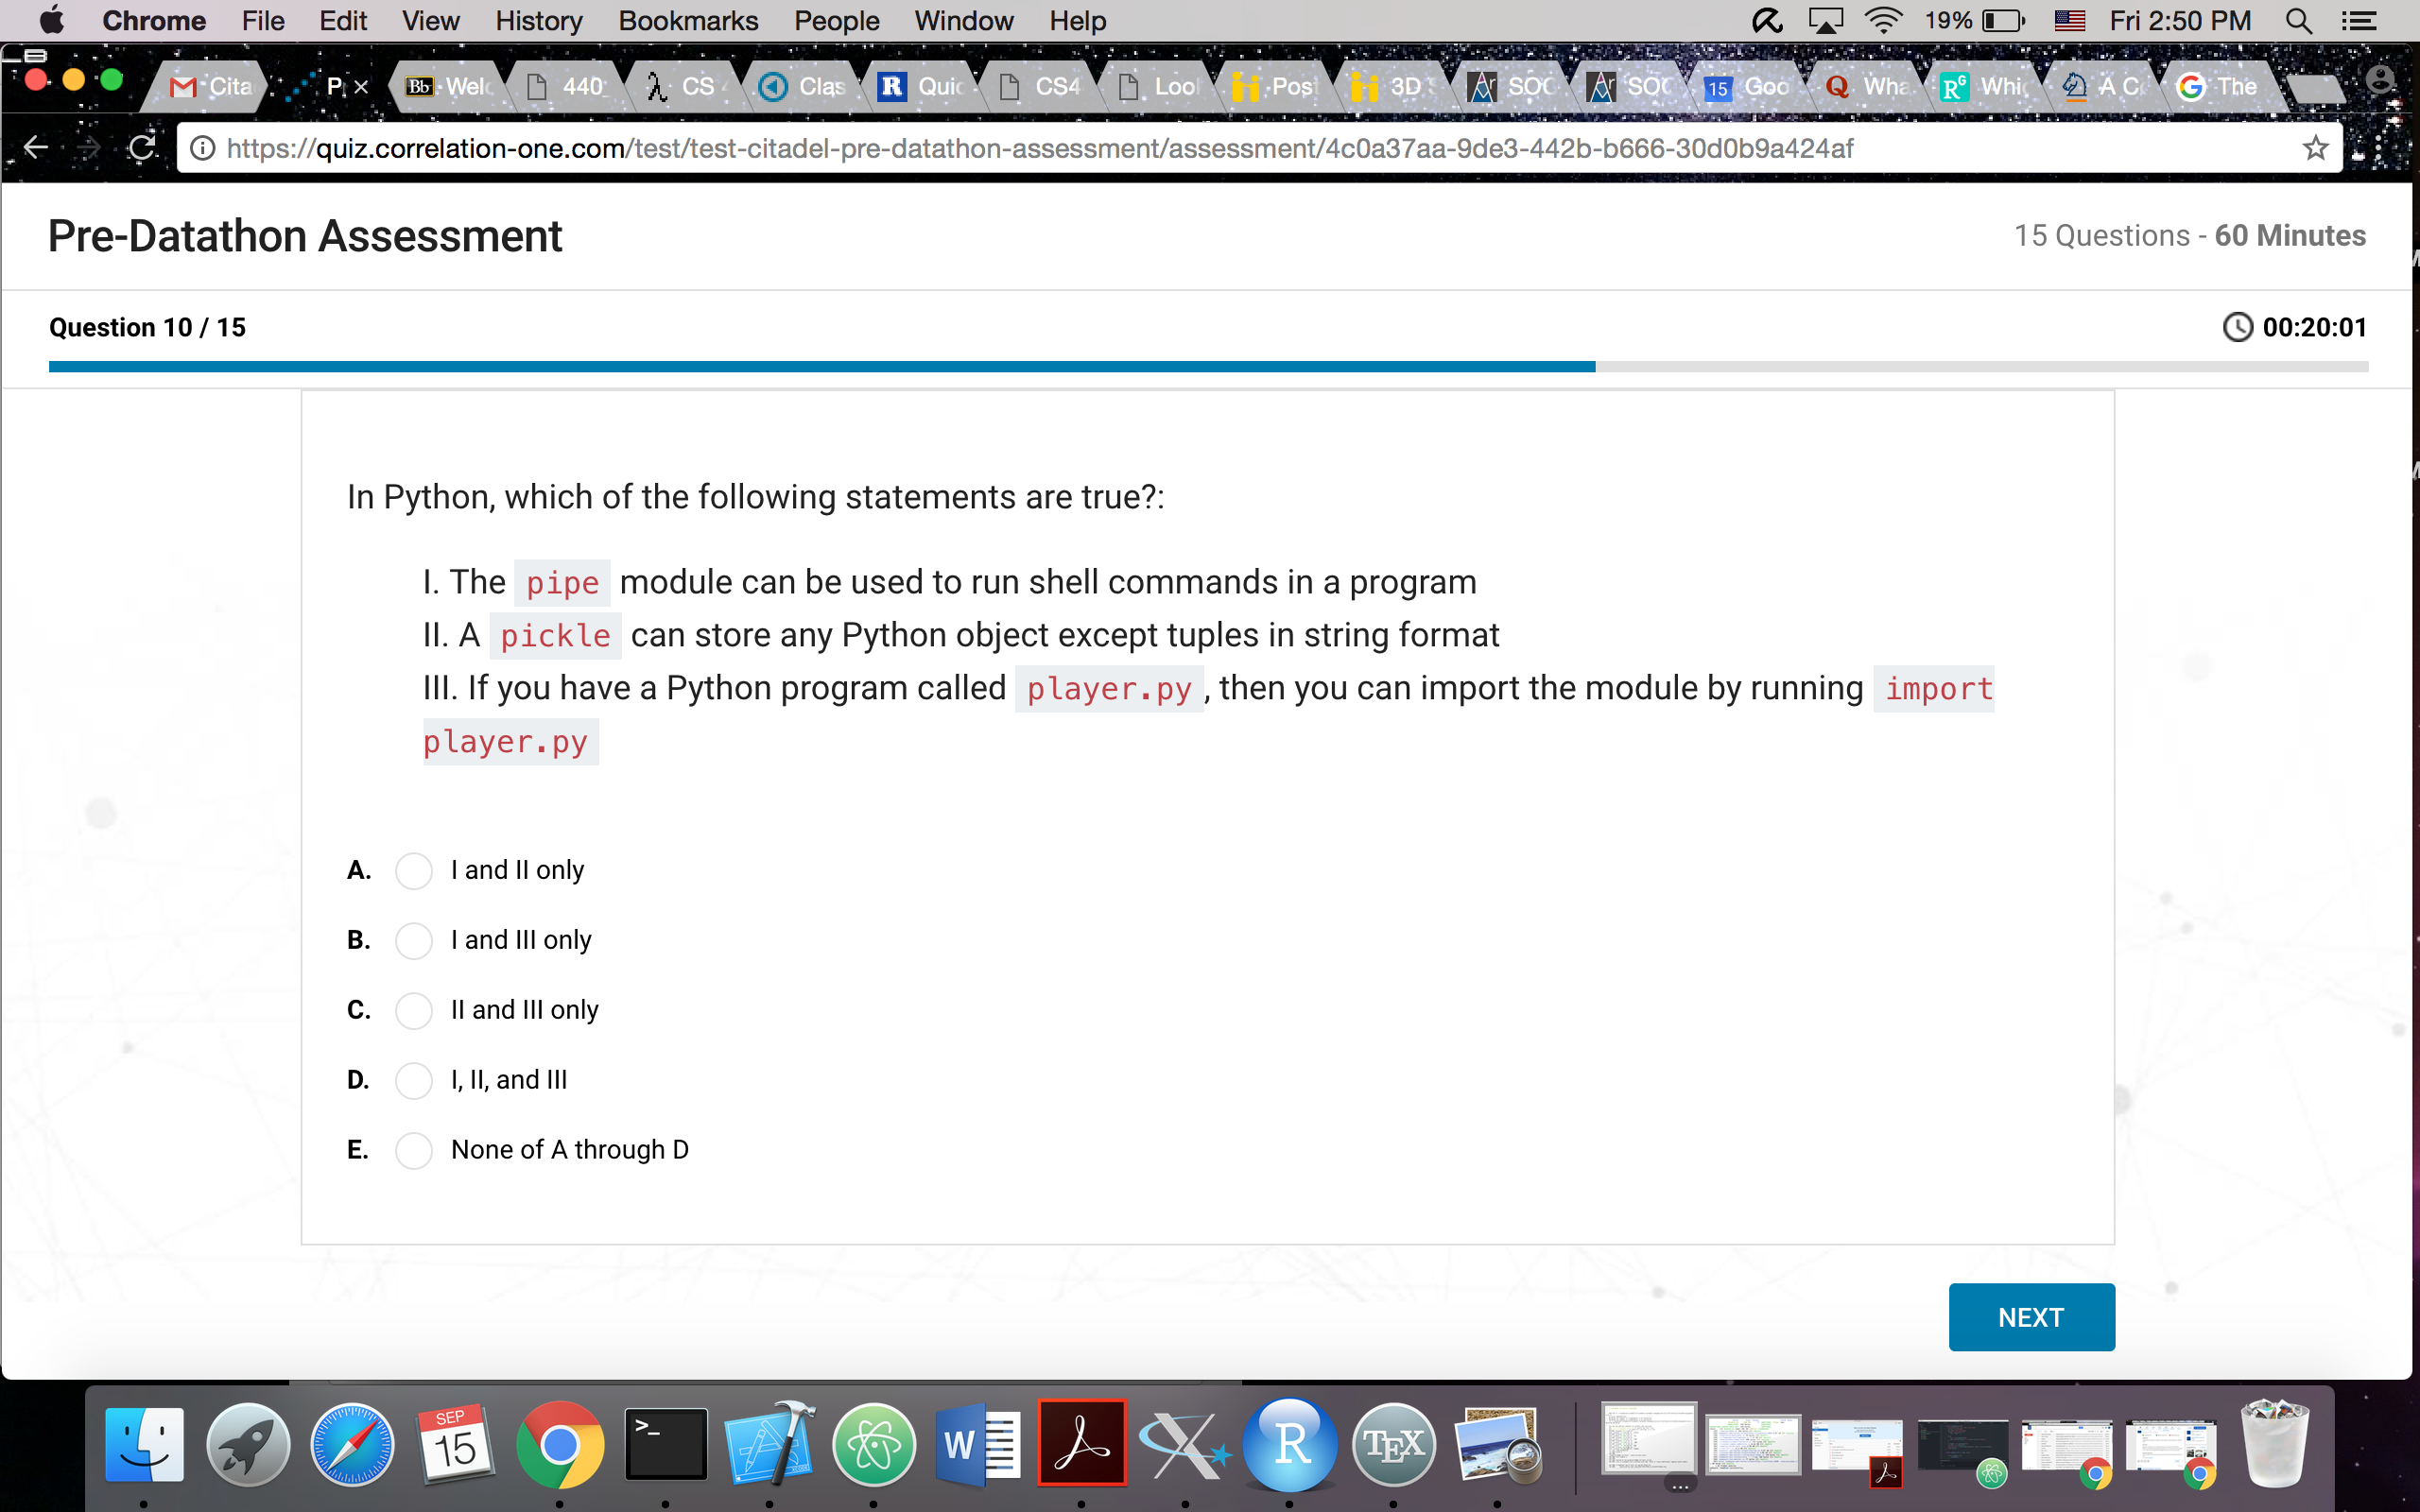 Chrome File Edit View History Bookmarks People Window Help 19% Fri 2:50 PM
Cita P Bb Wel 440 CS Clas R Quic CS4 Loo Post 3D SOC SOC 15 Goo Q Wha RG Whi A C G The
https://quiz.correlation-one.com/test/test-citadel-pre-datathon-assessment/assessment/4c0a37aa-9de3-442b-b666-30d0b9a424af
Pre-Datathon Assessment 15 Questions - 60 Minutes
Question 10 / 15 00:20:01
In Python, which of the following statements are true?:
I. The pipe module can be used to run shell commands in a program
II. A pickle can store any Python object except tuples in string format
III. If you have a Python program called player.py , then you can import the module by running import
player.py
A. I and II only
B. I and III only
C. II and III only
D. I, II, and III
E. None of A through D
NEXT
SEP
15
>_
W
R
TEX